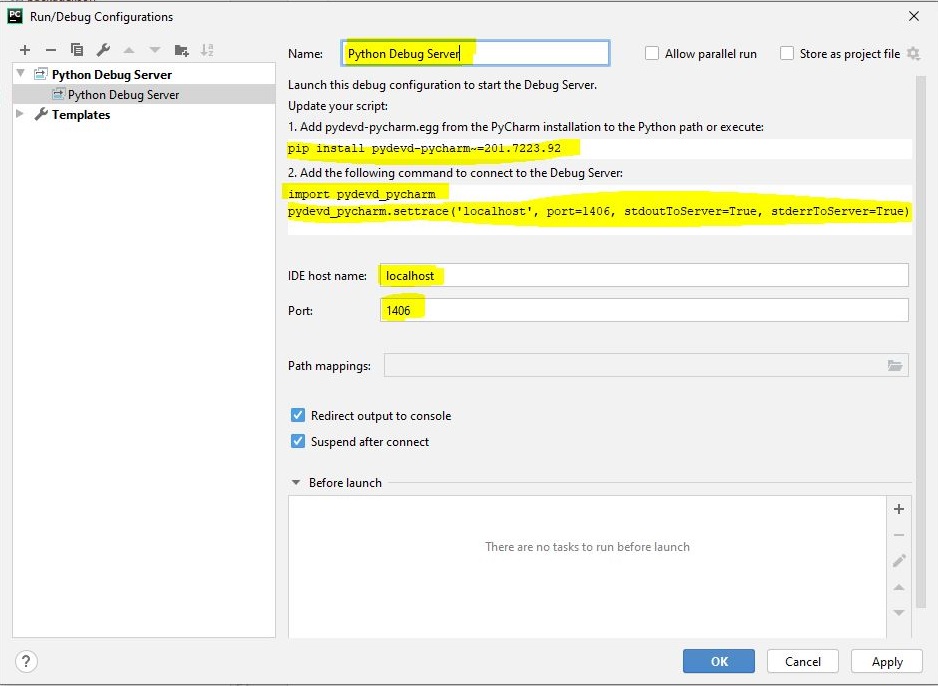 PC Run/Debug Configurations
Name: Python Debug Server
Allow parallel run
Store as project file
Python Debug Server
Python Debug Server
Templates
Launch this debug configuration to start the Debug Server.
Update your script:
1. Add pydevd-pycharm.egg from the PyCharm installation to the Python path or execute:
pip install pydevd-pycharm~=201.7223.92
2. Add the following command to connect to the Debug Server:
import pydevd_pycharm
pydevd_pycharm.settrace('localhost', port=1406, stdoutToServer=True, stderrToServer=True)
IDE host name: localhost
Port: 1406
Path mappings:
Redirect output to console
Suspend after connect
Before launch
There are no tasks to run before launch
?
OK
Cancel
Apply